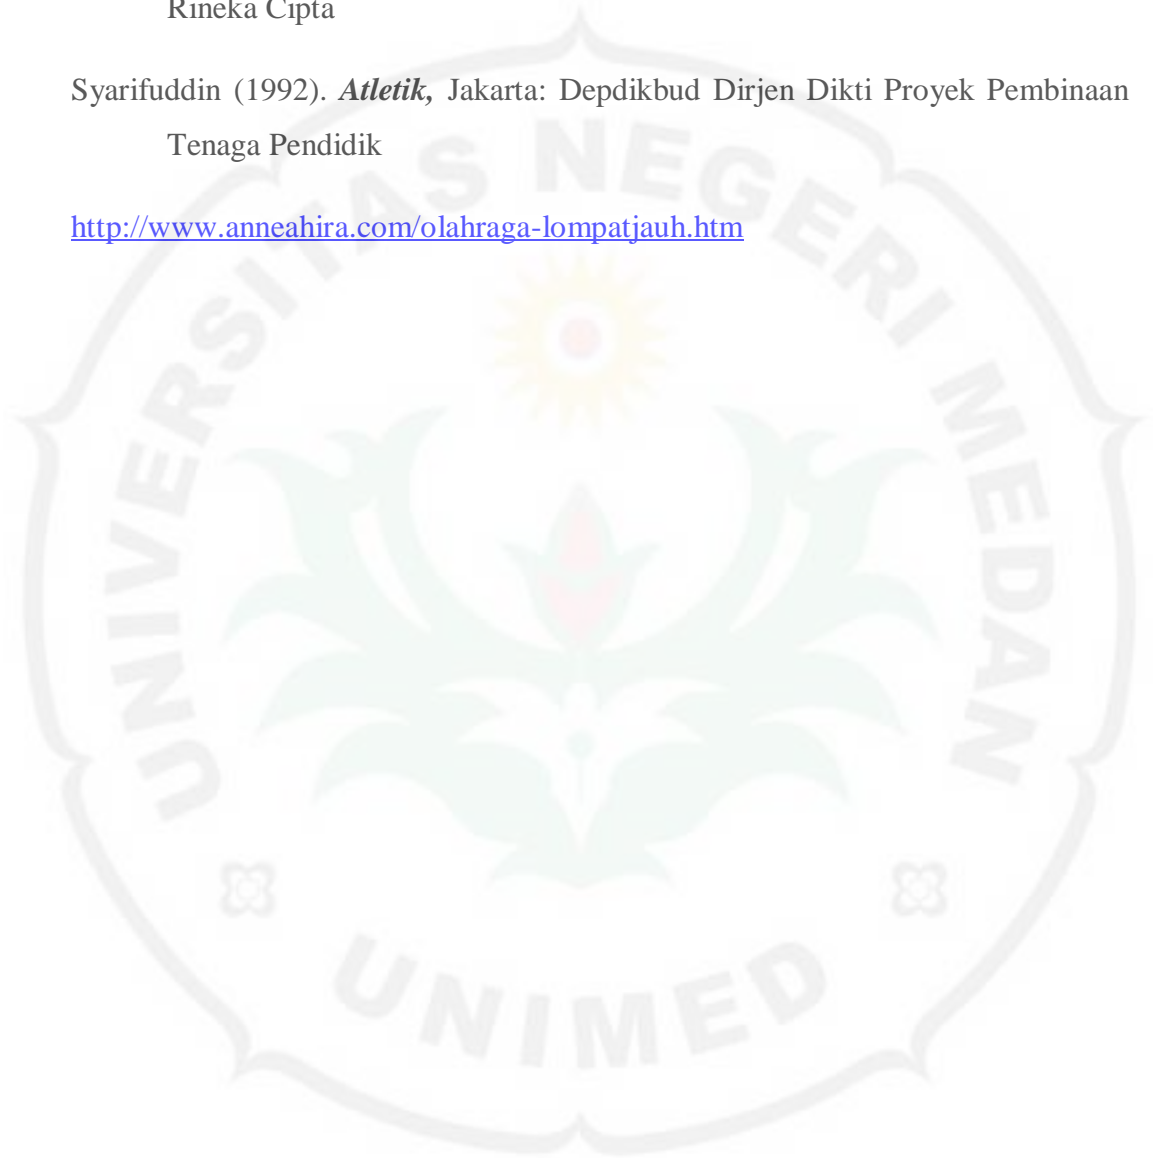 Rineka Cipta
Syarifuddin (1992). Atletik, Jakarta: Depdikbud Dirjen Dikti Proyek Pembinaan
Tenaga Pendidik
http://www.anneahira.com/olahraga-lompatjauh.htm
UNIVERSITAS NEGERI MEDAN
UNIMED